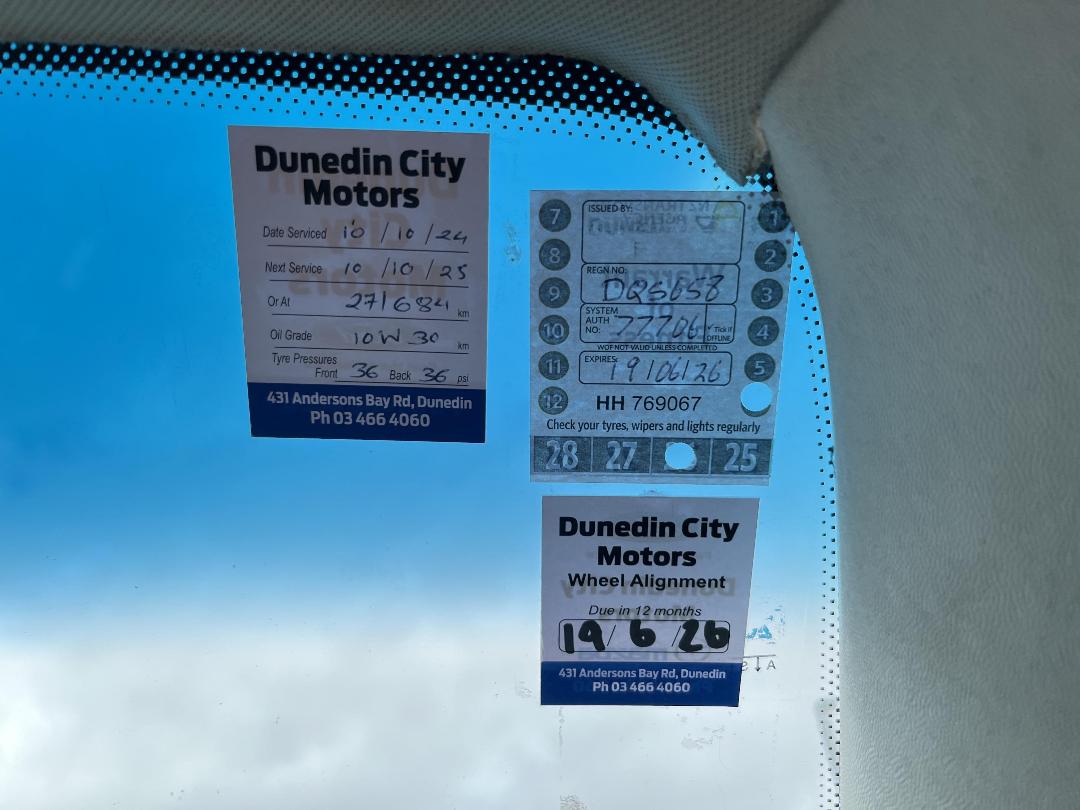 Dunedin City
Motors
Date Serviced 10 / 10 / 24
Next Service 10 / 10 / 25
Or At 271684 km
Oil Grade 10W 30 km
Tyre Pressures
Front 36 Back 36 psi
431 Andersons Bay Rd, Dunedin
Ph 03 466 4060
7 ISSUED BY: 1
8 2
9 REGN NO: DQS658 3
10 SYSTEM AUTH NO: 77706 ✓ Tick if OFFLINE 4
WOF NOT VALID UNLESS COMPLETED
11 EXPIRES: 19/06/26 5
12 HH 769067
Check your tyres, wipers and lights regularly
28 27 25
Dunedin City
Motors
Wheel Alignment
Due in 12 months
19/6/26
431 Andersons Bay Rd, Dunedin
Ph 03 466 4060